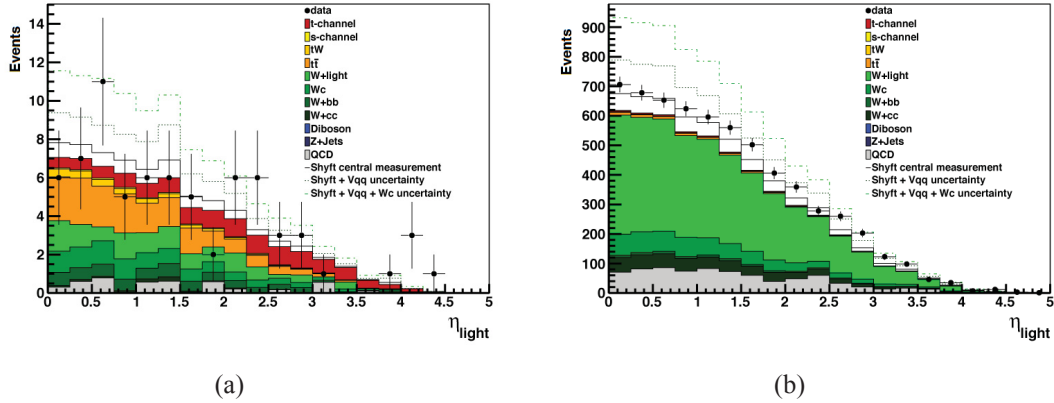 Events
14
12
10
8
6
4
2
0
0 0.5 1 1.5 2 2.5 3 3.5 4 4.5 5
η light
data
t-channel
s-channel
tW
tt̄
W+light
Wc
W+bb
W+cc
Diboson
Z+Jets
QCD
Shyft central measurement
Shyft + Vqq uncertainty
Shyft + Vqq + Wc uncertainty
(a)
Events
900
800
700
600
500
400
300
200
100
0
0 0.5 1 1.5 2 2.5 3 3.5 4 4.5 5
η light
data
t-channel
s-channel
tW
tt̄
W+light
Wc
W+bb
W+cc
Diboson
Z+Jets
QCD
Shyft central measurement
Shyft + Vqq uncertainty
Shyft + Vqq + Wc uncertainty
(b)